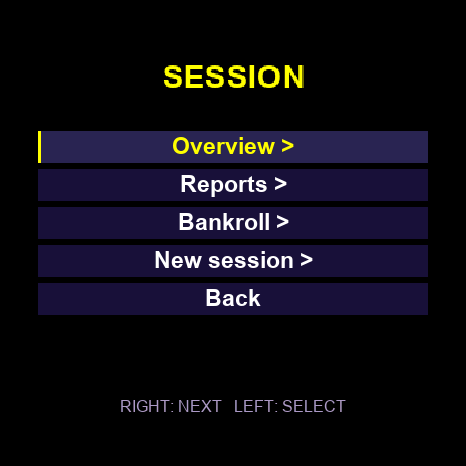 SESSION
Overview >
Reports >
Bankroll >
New session >
Back
RIGHT: NEXT LEFT: SELECT